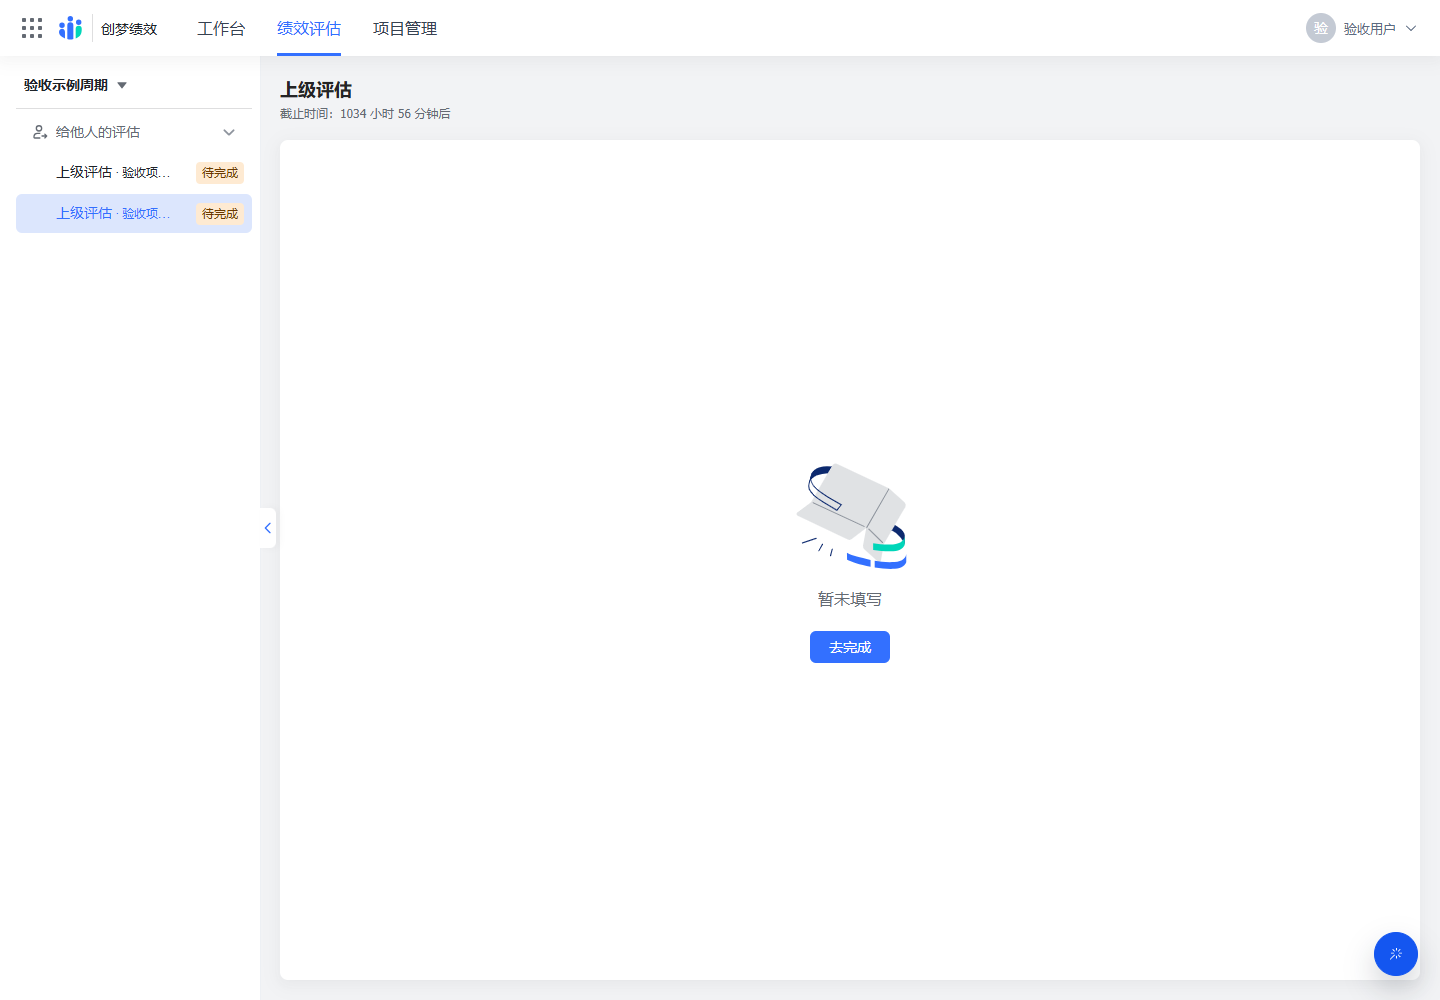 创梦绩效
工作台
绩效评估
项目管理
验
验收用户
验收示例周期
给他人的评估
上级评估 · 验收项...
待完成
上级评估 · 验收项...
待完成
上级评估
截止时间：1034 小时 56 分钟后
暂未填写
去完成